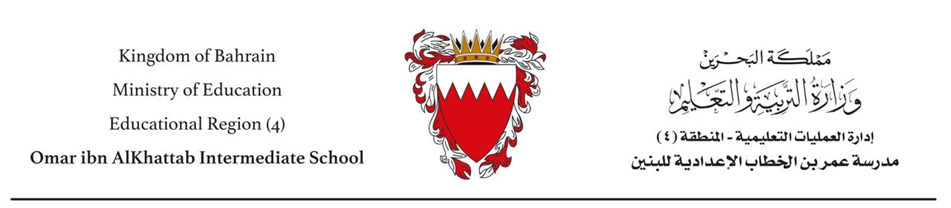 Kingdom of Bahrain
Ministry of Education
Educational Region (4)
Omar ibn AlKhattab Intermediate School
مملكة البحرين
وزارة التربية والتعليم
إدارة العمليات التعليمية - المنطقة (٤)
مدرسة عمر بن الخطاب الإعدادية للبنين